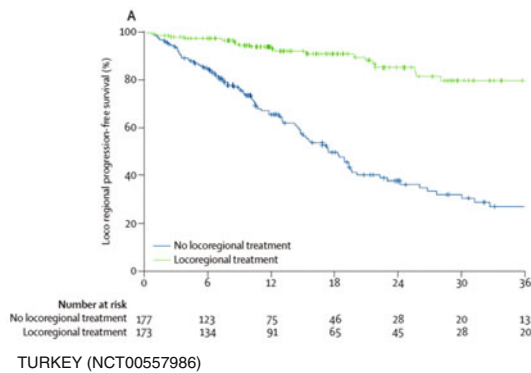 A
100
80
60
40
20
0
Loco regional progression-free survival (%)
No locoregional treatment
Locoregional treatment
0 6 12 18 24 30 36
Number at risk
No locoregional treatment 177 123 75 46 28 20 13
Locoregional treatment 173 134 91 65 45 28 20
TURKEY (NCT00557986)